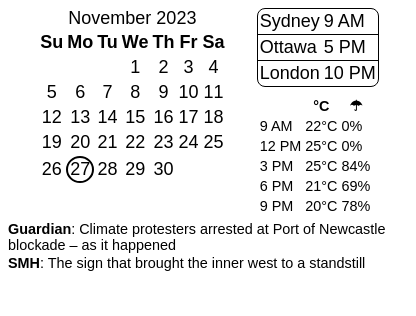 November 2023
Su Mo Tu We Th Fr Sa
1 2 3 4
5 6 7 8 9 10 11
12 13 14 15 16 17 18
19 20 21 22 23 24 25
26 27 28 29 30
Sydney 9 AM
Ottawa 5 PM
London 10 PM
°C ☂
9 AM 22°C 0%
12 PM 25°C 0%
3 PM 25°C 84%
6 PM 21°C 69%
9 PM 20°C 78%
Guardian: Climate protesters arrested at Port of Newcastle
blockade – as it happened
SMH: The sign that brought the inner west to a standstill